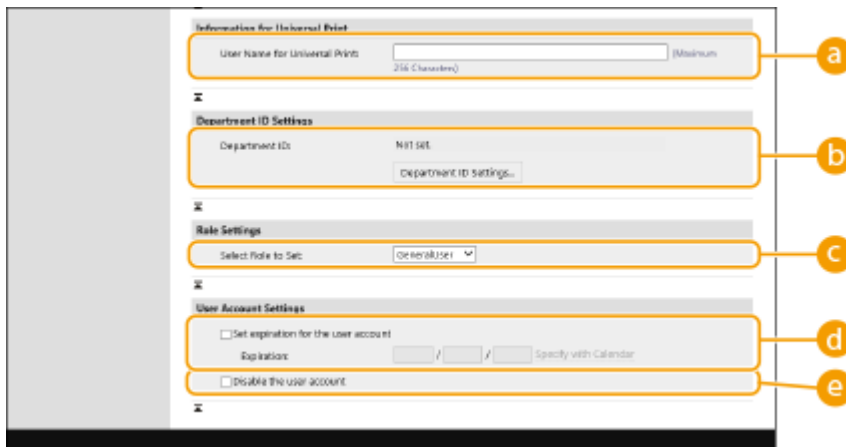 Information for Universal Print
User Name for Universal Print: (Maximum
256 Characters)
a
Department ID Settings
Department ID: Not set.
b
Department ID Settings...
Role Settings
Select Role to Set: GeneralUser
c
User Account Settings
Set expiration for the user account
d
Expiration: / / Specify with Calendar
Disable the user account
e